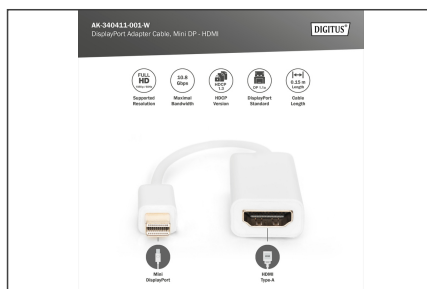 AK-340411-001-W
DisplayPort Adapter Cable, Mini DP - HDMI
DIGITUS®
FULL
HD
10.8
Gbps
HDCP
1.3
DP 1.1a
0.15 m
Length
Supported
Resolution
Maximal
Bandwidth
HDCP
Version
DisplayPort
Standard
Cable
Length
Mini
DisplayPort
HDMI
Type-A